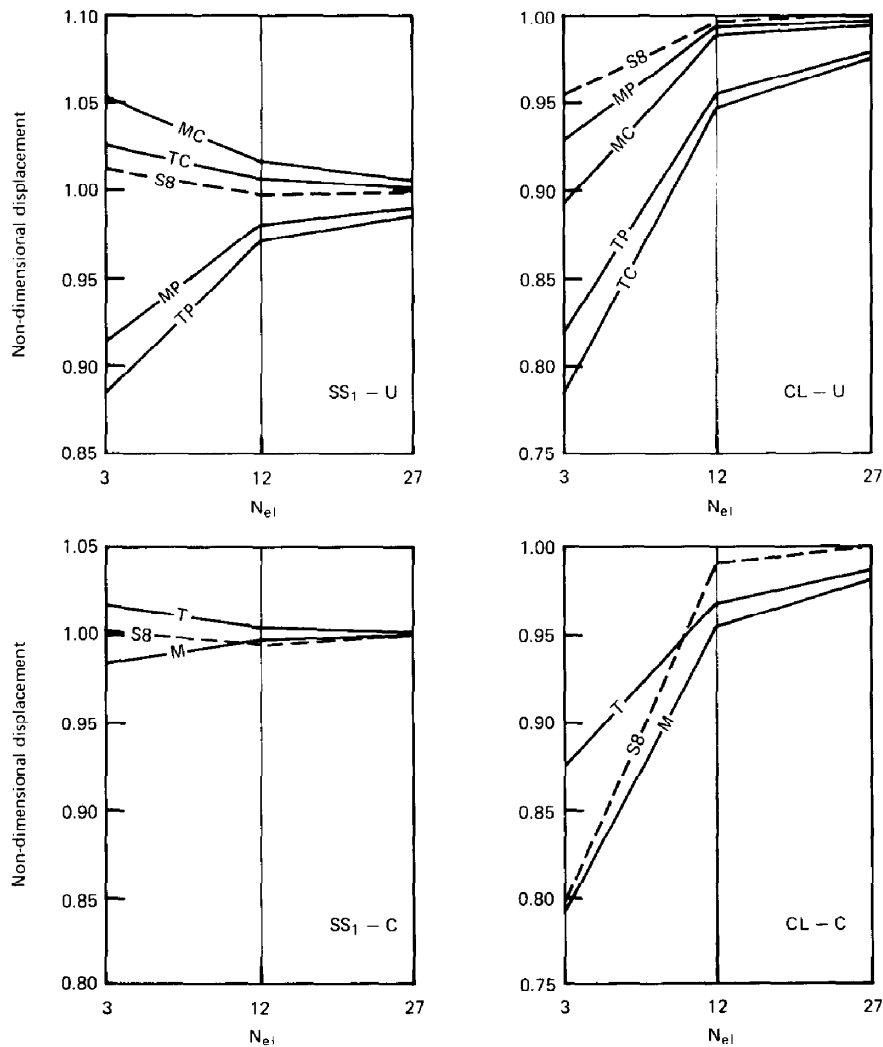 1.10
1.05
1.00
0.95
0.90
0.85
Non-dimensional displacement
MC
TC
S8
MP
TP
SS1 – U
3 12 27
Nel
1.00
0.95
0.90
0.85
0.80
0.75
S8
MP
MC
TP
TC
CL – U
3 12 27
Nel
1.05
1.00
0.95
0.90
0.85
0.80
Non-dimensional displacement
T
S8
M
SS1 – C
3 12 27
Nel
1.00
0.95
0.90
0.85
0.80
0.75
T
S8
M
CL – C
3 12 27
Nel